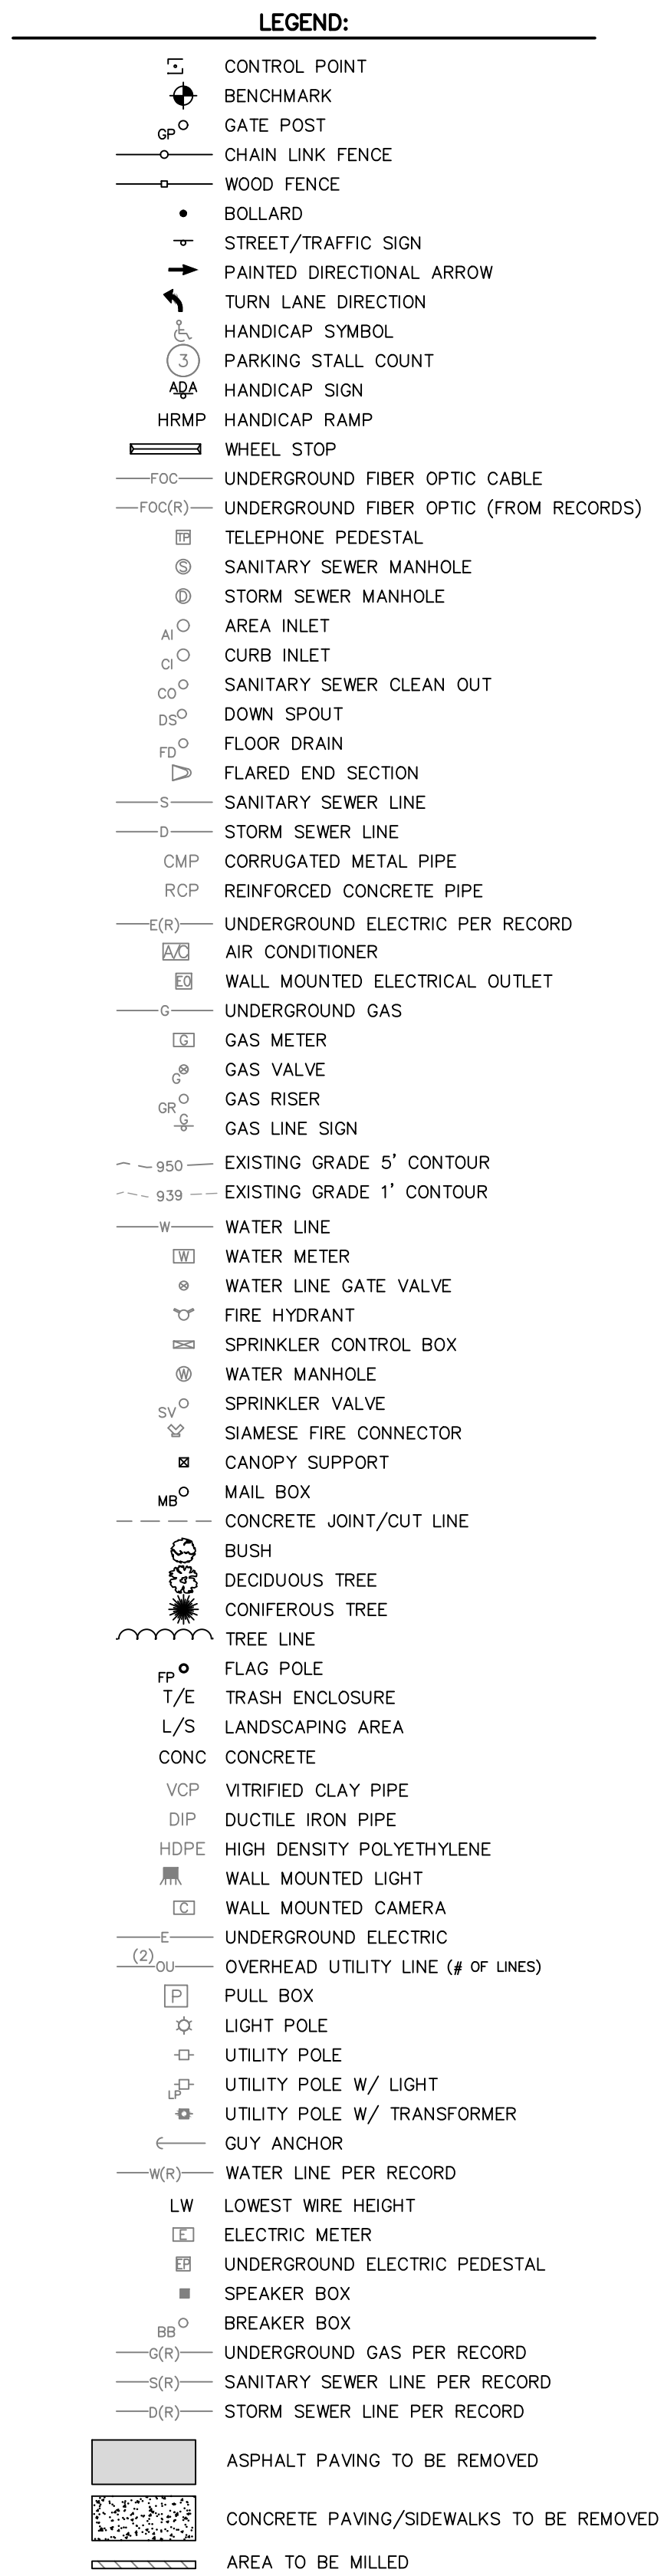 LEGEND:
CONTROL POINT
BENCHMARK
GP GATE POST
CHAIN LINK FENCE
WOOD FENCE
BOLLARD
STREET/TRAFFIC SIGN
PAINTED DIRECTIONAL ARROW
TURN LANE DIRECTION
HANDICAP SYMBOL
3 PARKING STALL COUNT
ADA HANDICAP SIGN
HRMP HANDICAP RAMP
WHEEL STOP
FOC UNDERGROUND FIBER OPTIC CABLE
FOC(R) UNDERGROUND FIBER OPTIC (FROM RECORDS)
TP TELEPHONE PEDESTAL
S SANITARY SEWER MANHOLE
D STORM SEWER MANHOLE
AI AREA INLET
CI CURB INLET
CO SANITARY SEWER CLEAN OUT
DS DOWN SPOUT
FD FLOOR DRAIN
FLARED END SECTION
S SANITARY SEWER LINE
D STORM SEWER LINE
CMP CORRUGATED METAL PIPE
RCP REINFORCED CONCRETE PIPE
E(R) UNDERGROUND ELECTRIC PER RECORD
A/C AIR CONDITIONER
EO WALL MOUNTED ELECTRICAL OUTLET
G UNDERGROUND GAS
G GAS METER
G GAS VALVE
GR GAS RISER
G GAS LINE SIGN
950 EXISTING GRADE 5' CONTOUR
939 EXISTING GRADE 1' CONTOUR
W WATER LINE
W WATER METER
WATER LINE GATE VALVE
FIRE HYDRANT
SPRINKLER CONTROL BOX
W WATER MANHOLE
SV SPRINKLER VALVE
SIAMESE FIRE CONNECTOR
CANOPY SUPPORT
MB MAIL BOX
CONCRETE JOINT/CUT LINE
BUSH
DECIDUOUS TREE
CONIFEROUS TREE
TREE LINE
FP FLAG POLE
T/E TRASH ENCLOSURE
L/S LANDSCAPING AREA
CONC CONCRETE
VCP VITRIFIED CLAY PIPE
DIP DUCTILE IRON PIPE
HDPE HIGH DENSITY POLYETHYLENE
WALL MOUNTED LIGHT
C WALL MOUNTED CAMERA
E UNDERGROUND ELECTRIC
(2) OU OVERHEAD UTILITY LINE (# OF LINES)
P PULL BOX
LIGHT POLE
UTILITY POLE
LP UTILITY POLE W/ LIGHT
UTILITY POLE W/ TRANSFORMER
GUY ANCHOR
W(R) WATER LINE PER RECORD
LW LOWEST WIRE HEIGHT
E ELECTRIC METER
EP UNDERGROUND ELECTRIC PEDESTAL
SPEAKER BOX
BB BREAKER BOX
G(R) UNDERGROUND GAS PER RECORD
S(R) SANITARY SEWER LINE PER RECORD
D(R) STORM SEWER LINE PER RECORD
ASPHALT PAVING TO BE REMOVED
CONCRETE PAVING/SIDEWALKS TO BE REMOVED
AREA TO BE MILLED